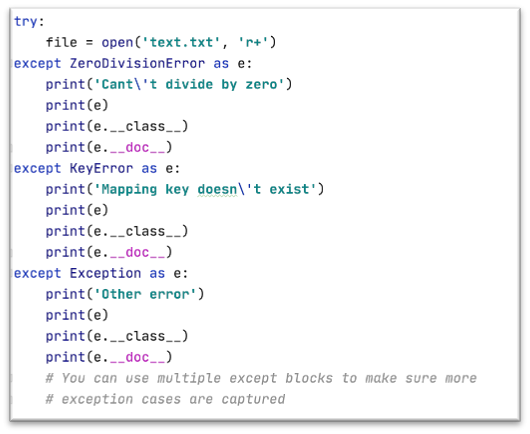 try:
    file = open('text.txt', 'r+')
except ZeroDivisionError as e:
    print('Cant\'t divide by zero')
    print(e)
    print(e.__class__)
    print(e.__doc__)
except KeyError as e:
    print('Mapping key doesn\'t exist')
    print(e)
    print(e.__class__)
    print(e.__doc__)
except Exception as e:
    print('Other error')
    print(e)
    print(e.__class__)
    print(e.__doc__)
    # You can use multiple except blocks to make sure more
    # exception cases are captured